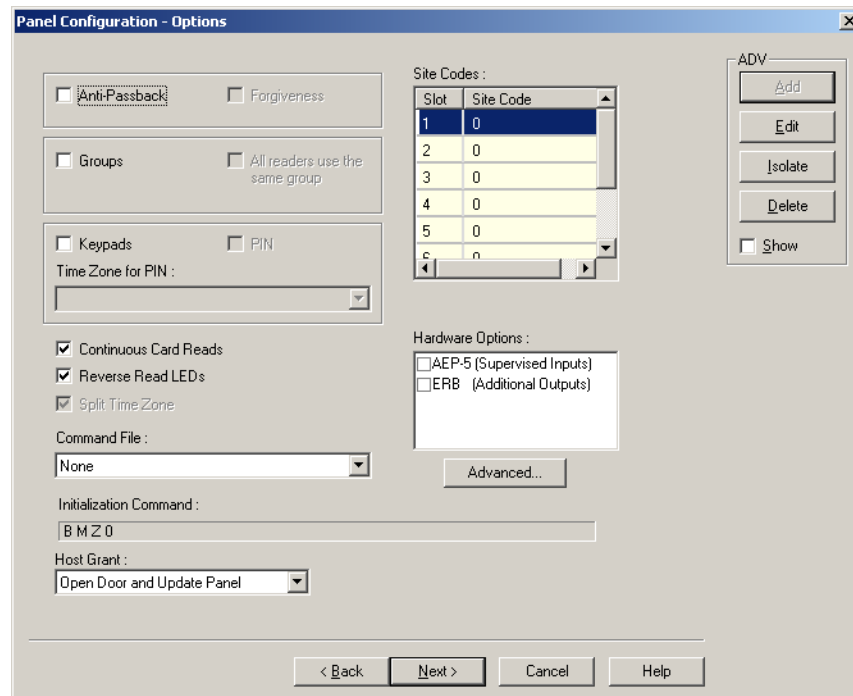 Panel Configuration - Options
Anti-Passback
Forgiveness
Groups
All readers use the
same group
Keypads
PIN
Time Zone for PIN :
Continuous Card Reads
Reverse Read LEDs
Split Time Zone
Command File :
None
Initialization Command :
B M Z 0
Host Grant :
Open Door and Update Panel
Site Codes :
Slot Site Code
1 0
2 0
3 0
4 0
5 0
6 0
Hardware Options :
AEP-5 (Supervised Inputs)
ERB (Additional Outputs)
Advanced...
ADV
Add
Edit
Isolate
Delete
Show
< Back Next > Cancel Help